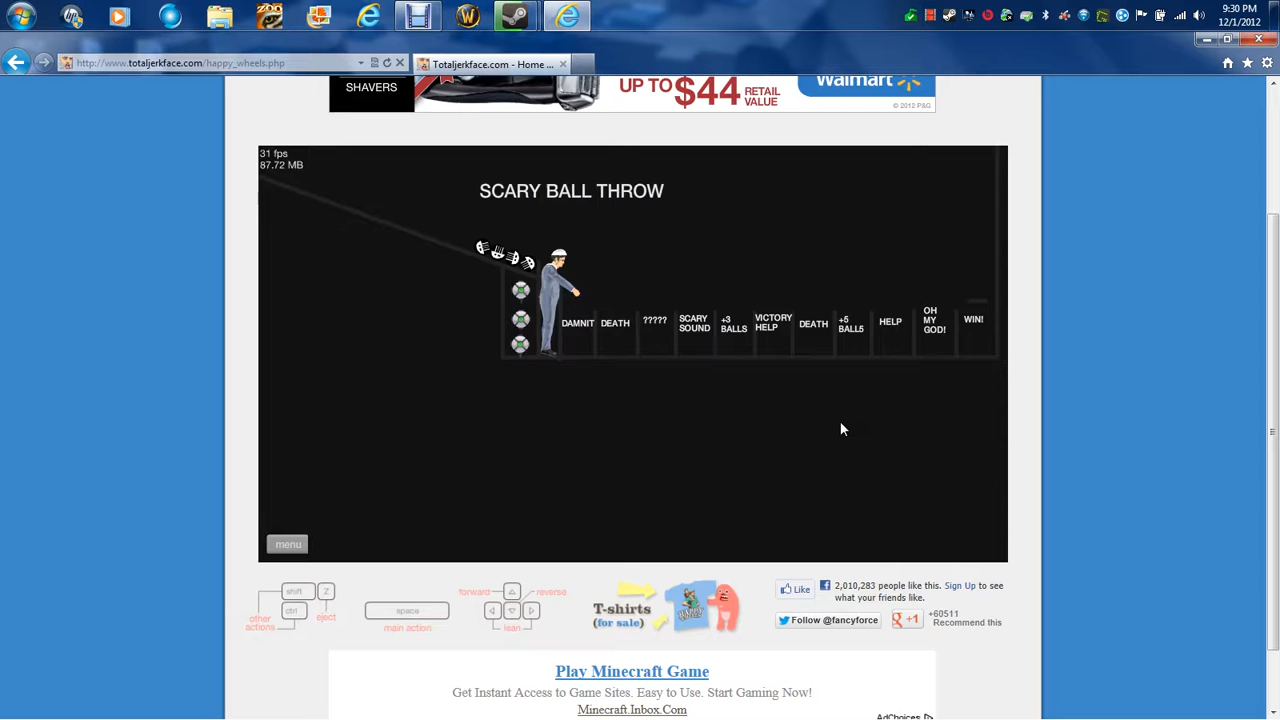 9:30 PM
12/1/2012
http://www.totaljerkface.com/happy_wheels.php
Totaljerkface.com - Home ...
SHAVERS
UP TO $44 RETAIL VALUE
Walmart
© 2012 P&G
31 fps
87.72 MB
SCARY BALL THROW
DAMNIT
DEATH
?????
SCARY SOUND
+3 BALLS
VICTORY HELP
DEATH
+5 BALLS
HELP
OH MY GOD!
WIN!
menu
shift
Z
ctrl
other actions
eject
space
main action
forward
reverse
lean
T-shirts
(for sale)
Like
2,010,283 people like this. Sign Up to see
what your friends like.
Follow @fancyforce
g +1
+60511
Recommend this
Play Minecraft Game
Get Instant Access to Game Sites. Easy to Use. Start Gaming Now!
Minecraft.Inbox.Com
AdChoices